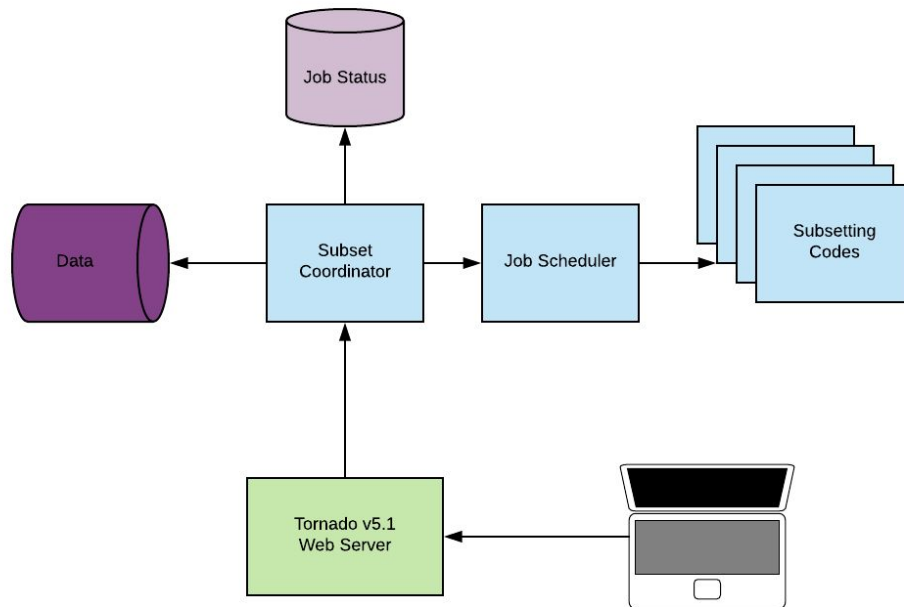 Job Status
Data
Subset
Coordinator
Job Scheduler
Subsetting
Codes
Tornado v5.1
Web Server